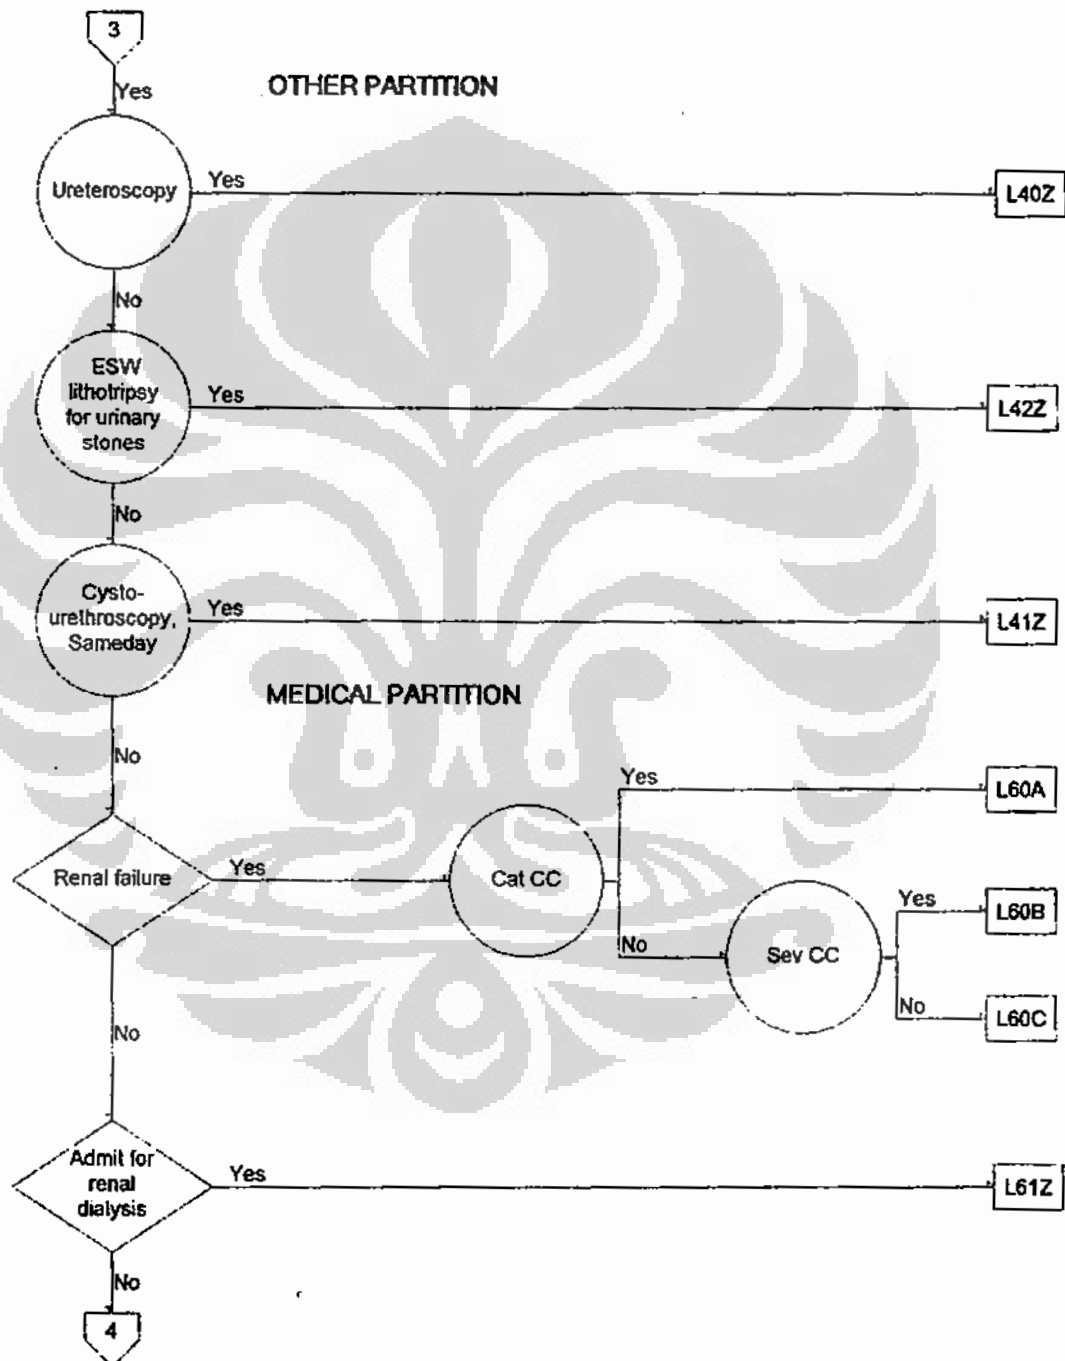 3
Yes
OTHER PARTITION
Ureteroscopy
Yes
L40Z
No
ESW
lithotripsy
for urinary
stones
Yes
L42Z
No
Cysto-
urethroscopy,
Sameday
Yes
L41Z
MEDICAL PARTITION
No
Renal failure
Yes
Cat CC
Yes
L60A
No
Sev CC
Yes
L60B
No
L60C
No
Admit for
renal
dialysis
Yes
L61Z
No
4